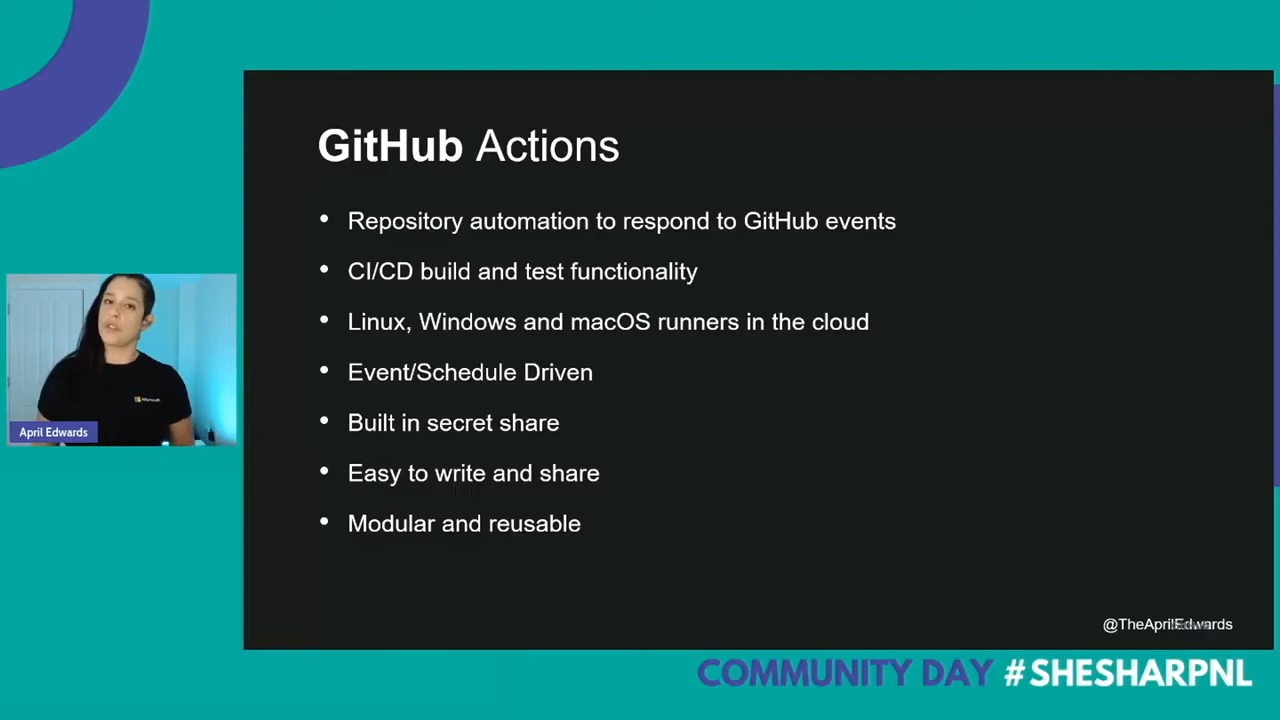 GitHub Actions
• Repository automation to respond to GitHub events
• CI/CD build and test functionality
• Linux, Windows and macOS runners in the cloud
• Event/Schedule Driven
• Built in secret share
• Easy to write and share
• Modular and reusable
Microsoft
April Edwards
@TheAprilEdwards
COMMUNITY DAY #SHESHARPNL